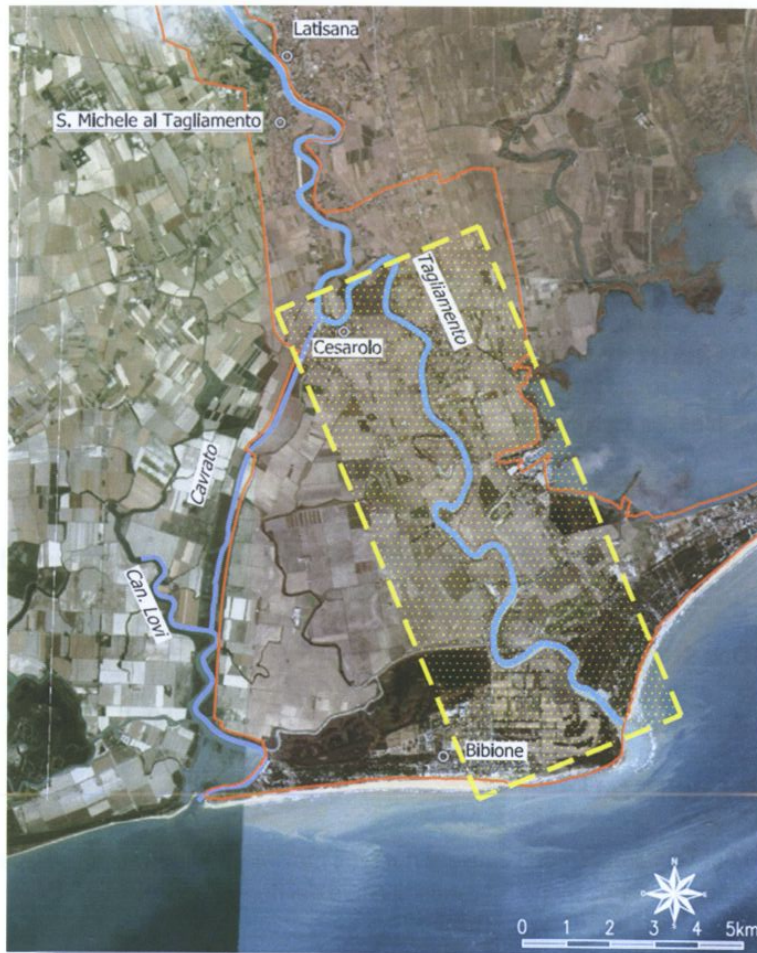 Latisana
S. Michele al Tagliamento
Tagliamento
Cesarolo
Cavrato
Can. Lovi
Bibione
N
0 1 2 3 4 5km